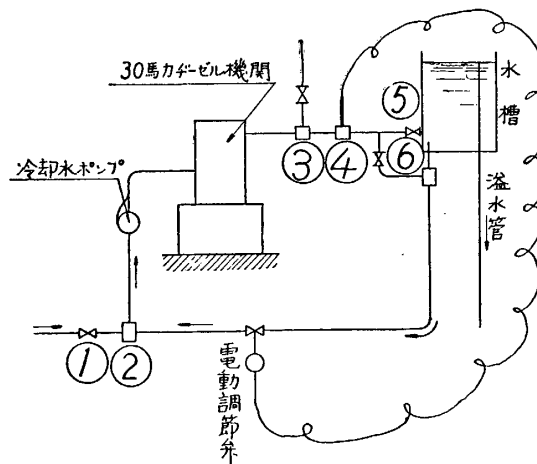 30馬力ヂーゼル機関
冷却水ポンプ
水槽
溢水管
電動調節弁
①
②
③
④
⑤
⑥